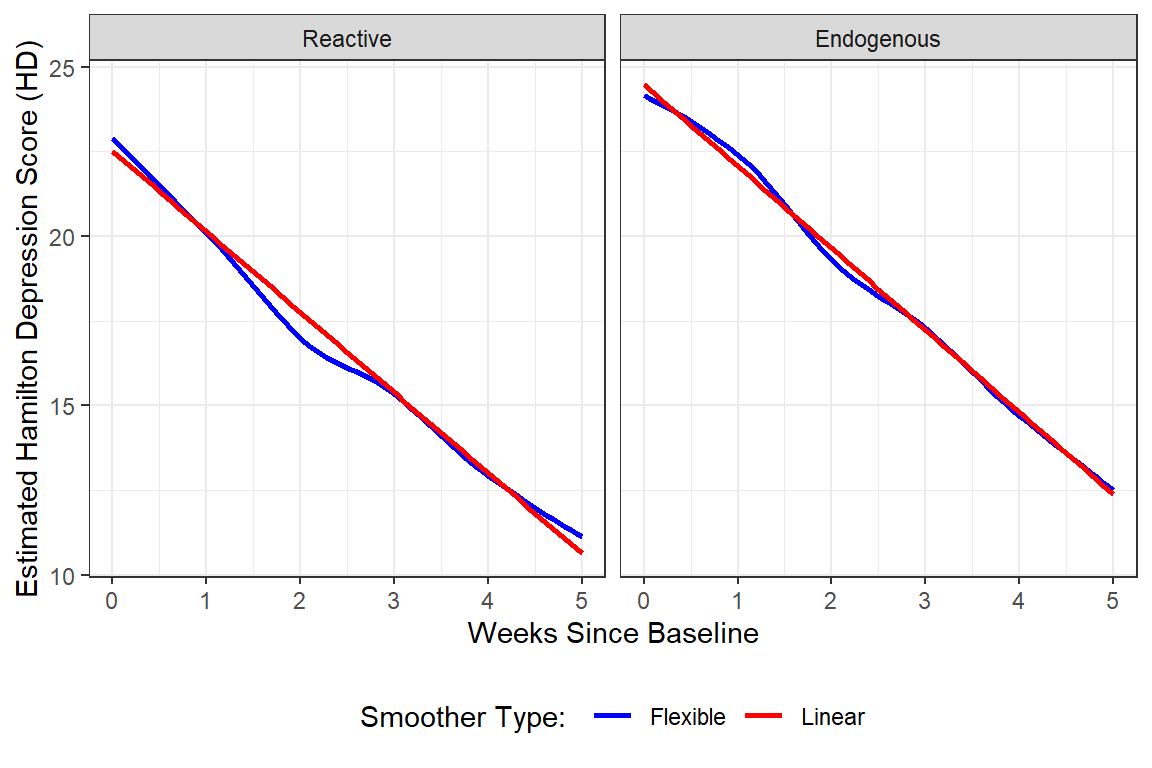 Reactive
Endogenous
Estimated Hamilton Depression Score (HD)
25
20
15
10
0 1 2 3 4 5
0 1 2 3 4 5
Weeks Since Baseline
Smoother Type: Flexible Linear